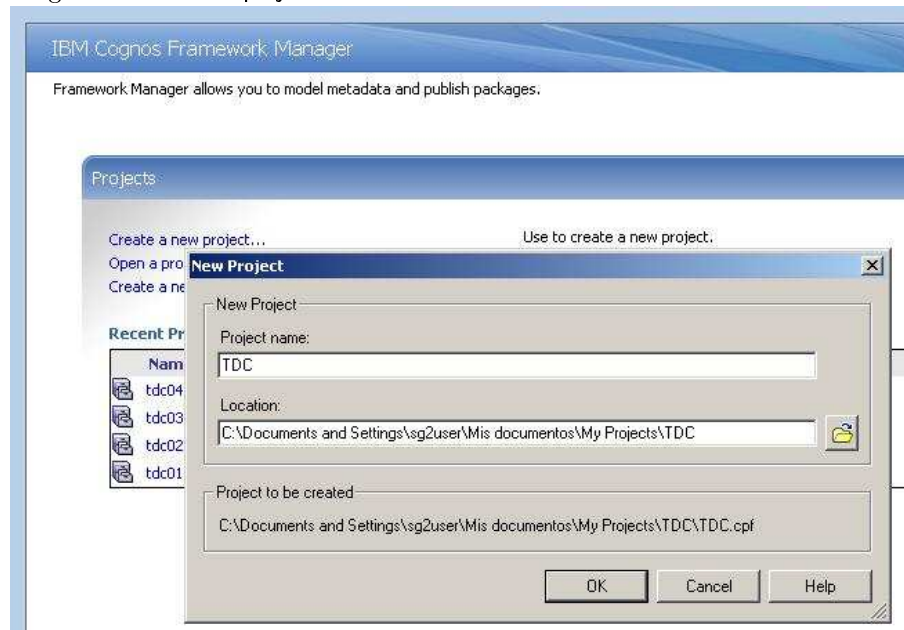 IBM Cognos Framework Manager
Framework Manager allows you to model metadata and publish packages.
Projects
Create a new project...
Use to create a new project.
Open a pro
Create a ne
Recent Pr
Nam
tdc04
tdc03
tdc02
tdc01
New Project
New Project
Project name:
TDC
Location:
C:\Documents and Settings\sg2user\Mis documentos\My Projects\TDC
Project to be created
C:\Documents and Settings\sg2user\Mis documentos\My Projects\TDC\TDC.cpf
OK
Cancel
Help